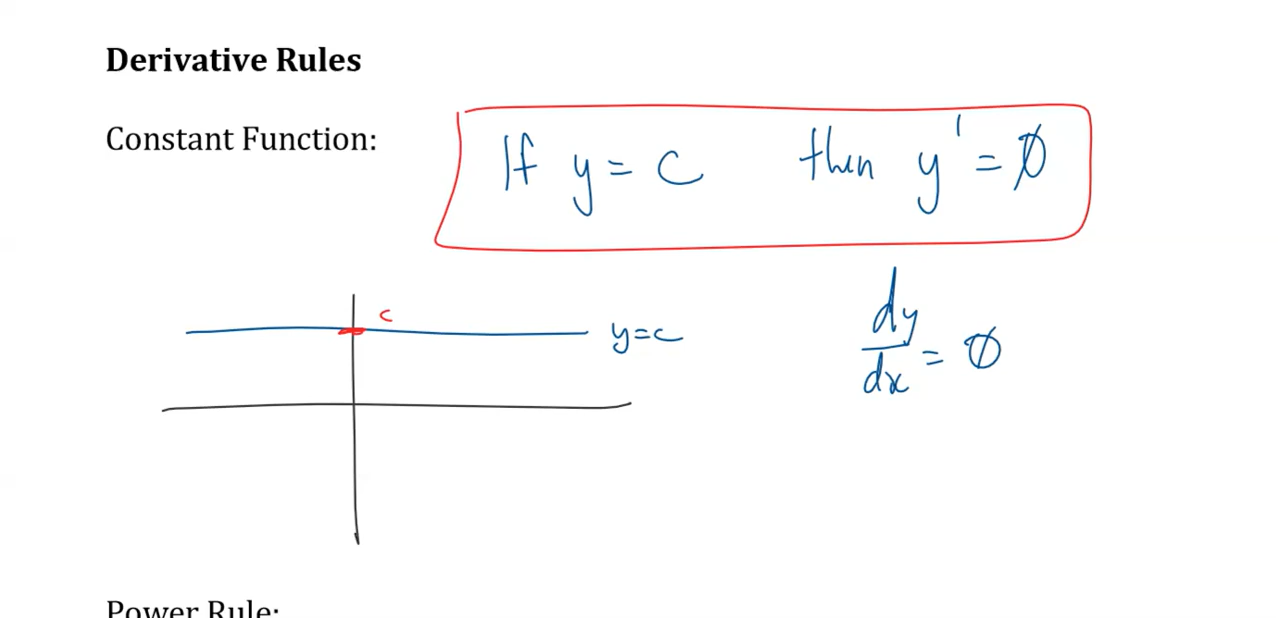 Derivative Rules
Constant Function:
If y = c then y' = 0
c
y=c
dy/dx = 0
Power Rule: